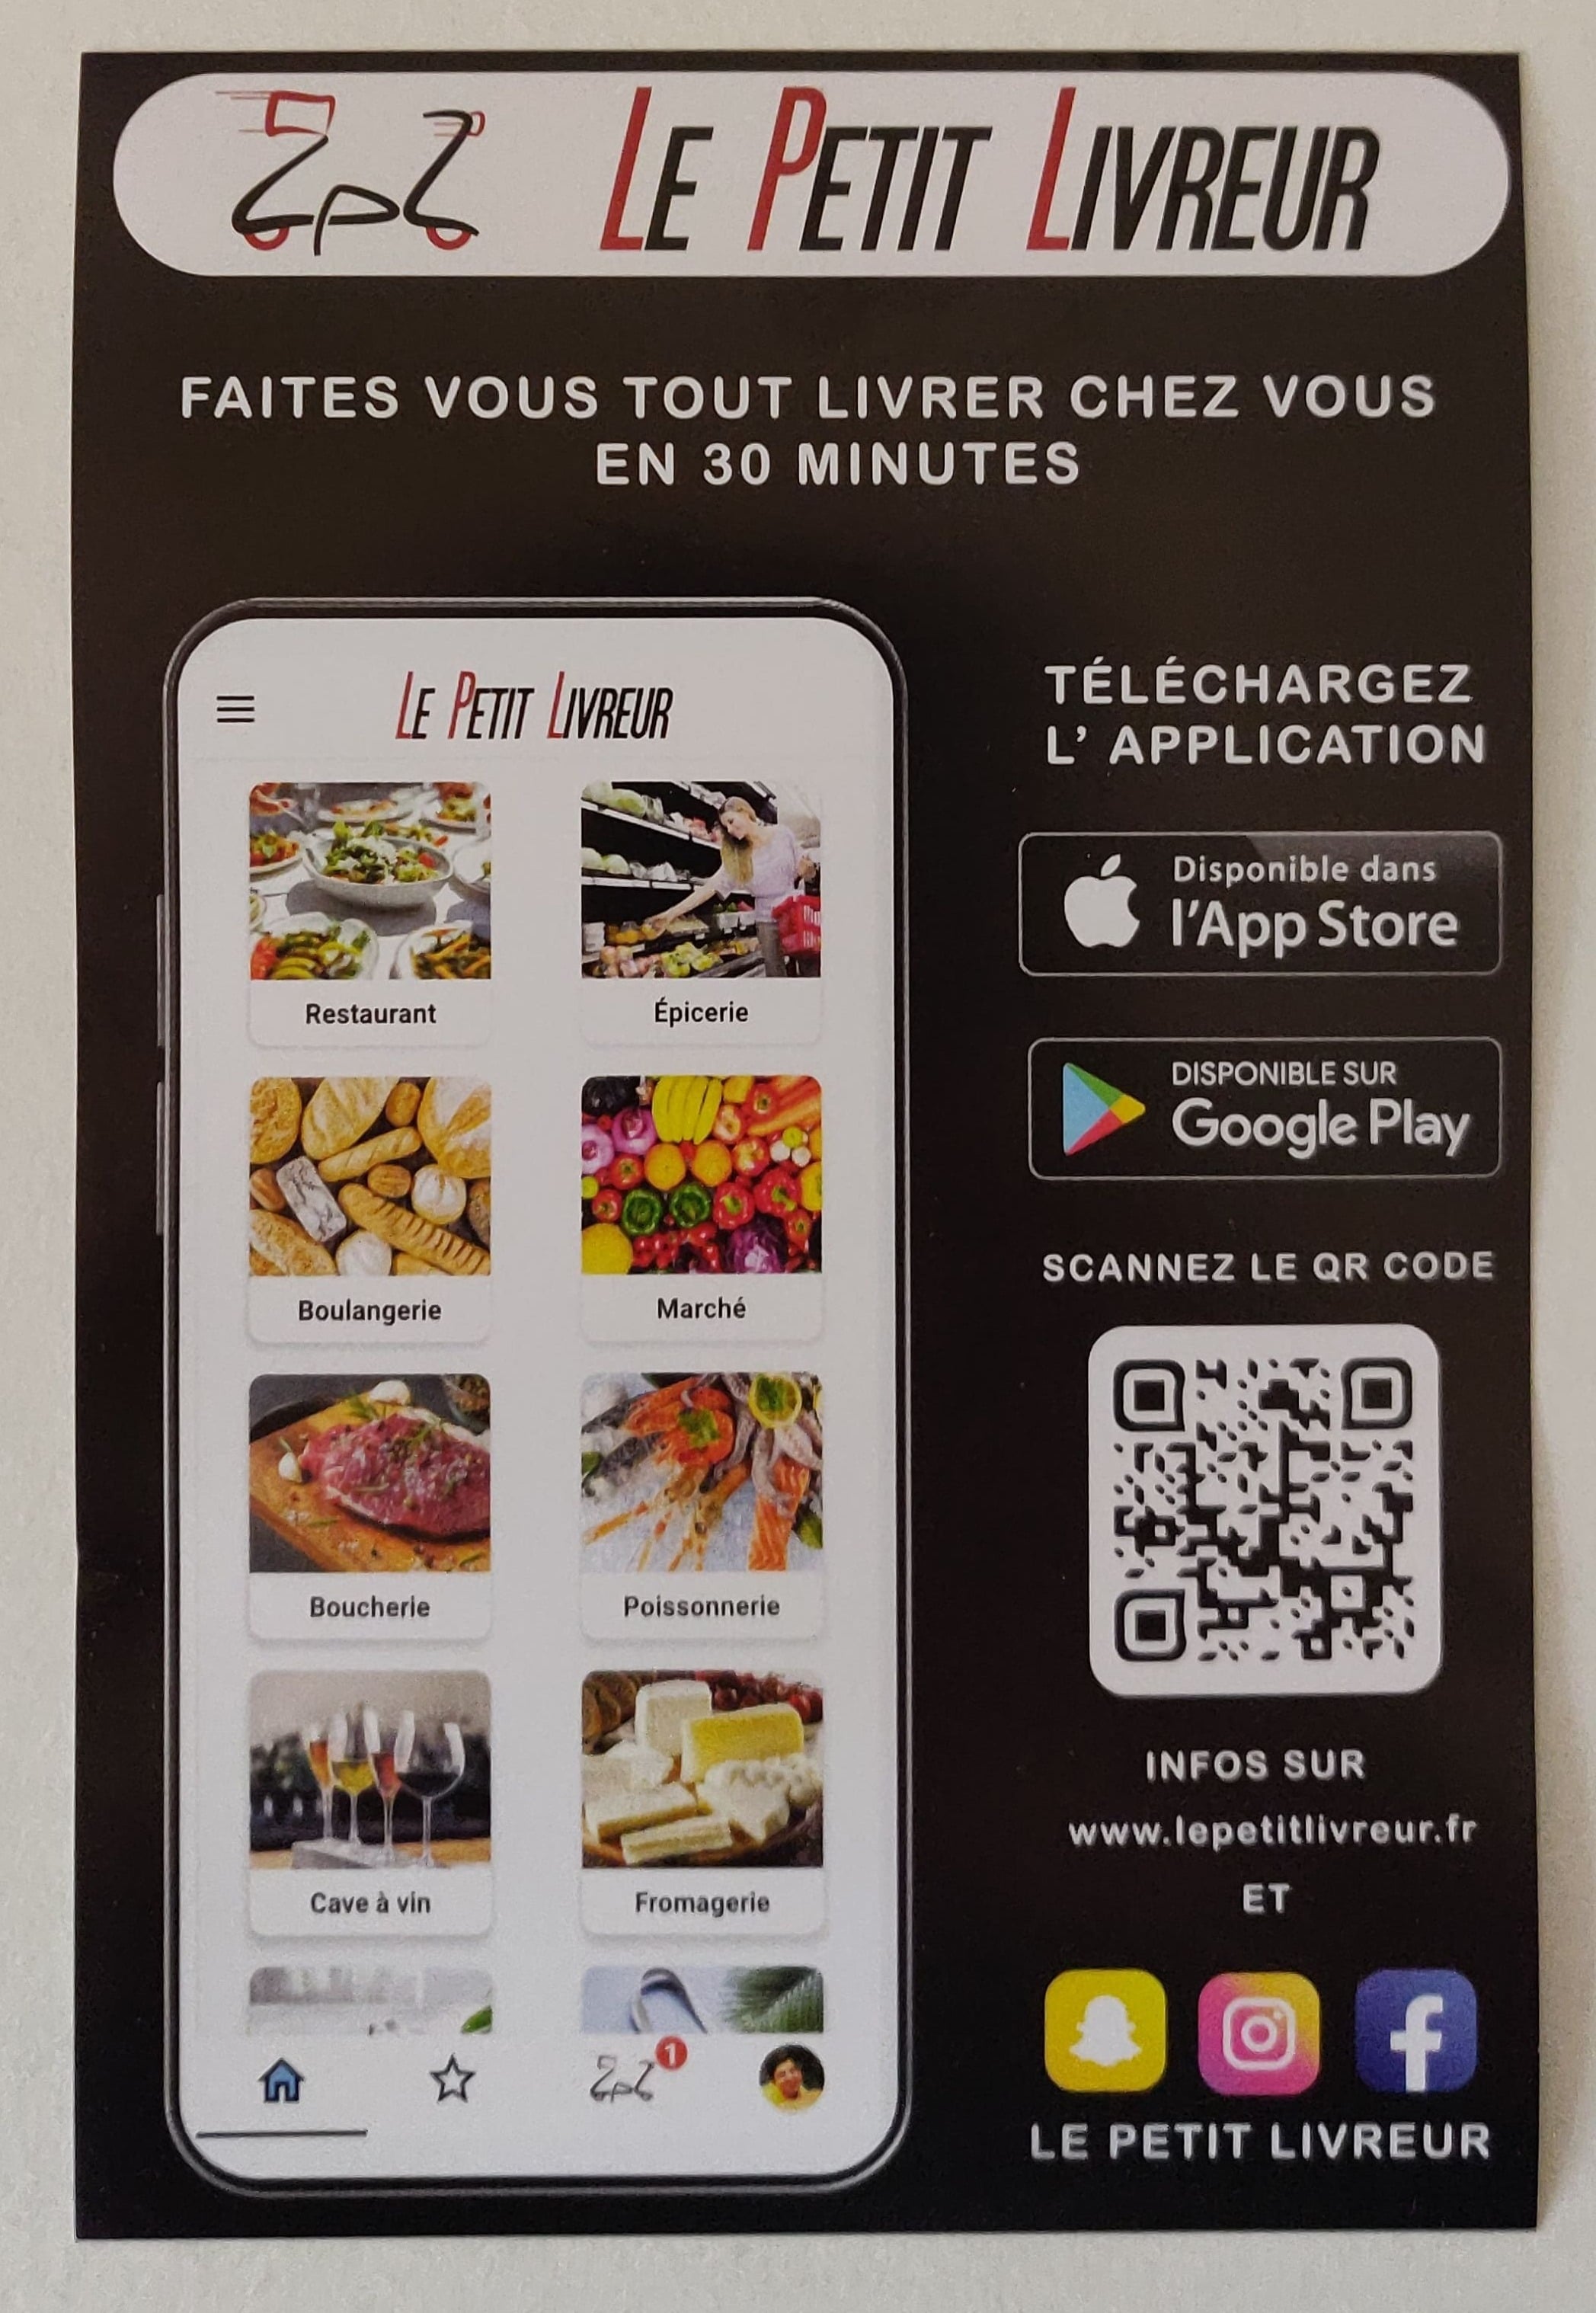 LpL LE PETIT LIVREUR
FAITES VOUS TOUT LIVRER CHEZ VOUS
EN 30 MINUTES
LE PETIT LIVREUR
Restaurant
Épicerie
Boulangerie
Marché
Boucherie
Poissonnerie
Cave à vin
Fromagerie
LpL 1
TÉLÉCHARGEZ
L' APPLICATION
Disponible dans
l'App Store
DISPONIBLE SUR
Google Play
SCANNEZ LE QR CODE
INFOS SUR
www.lepetitlivreur.fr
ET
LE PETIT LIVREUR